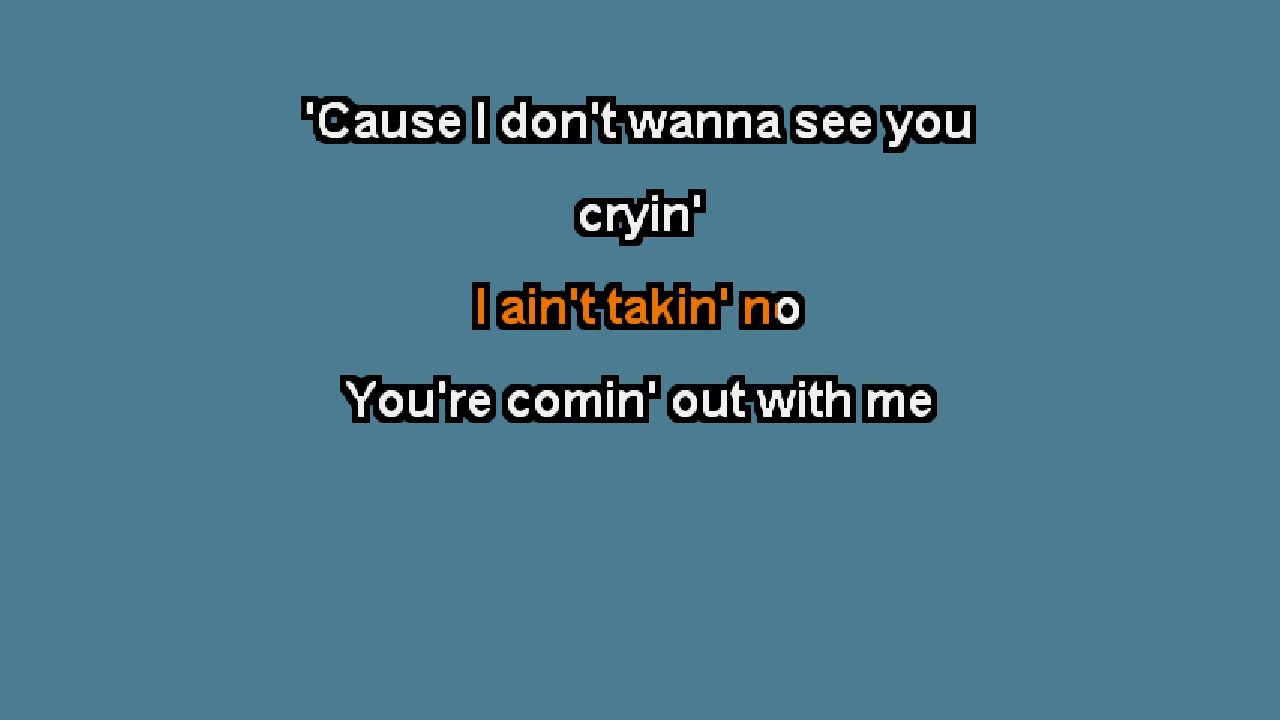 'Cause I don't wanna see you
cryin'
I ain't takin' no
You're comin' out with me